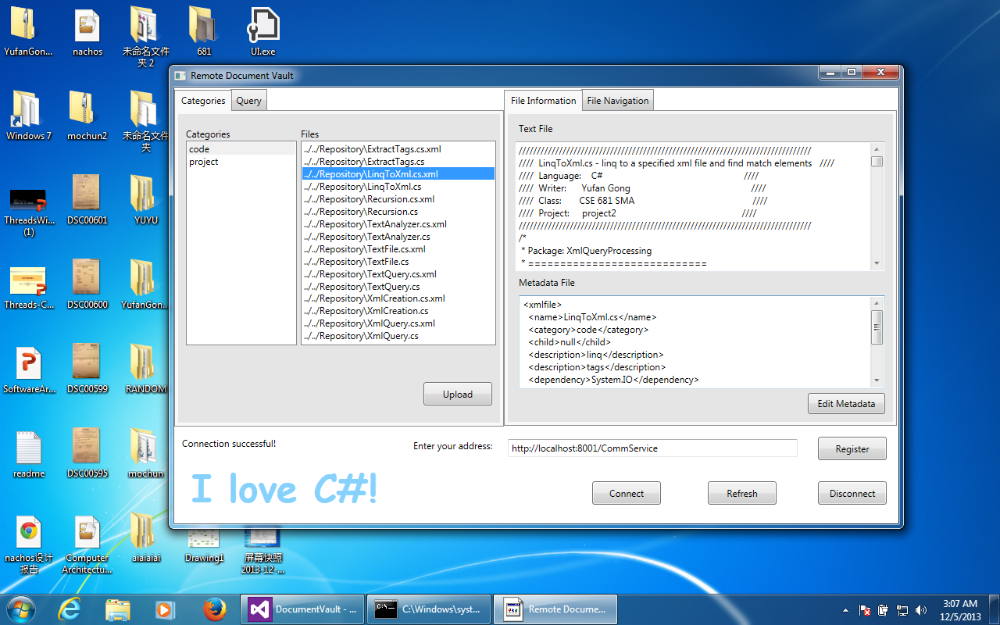 YufanGon...
nachos
未命名文件
夹 2
681
UI.exe
Windows 7
mochun2
未命名文件
夹
ThreadsWi...
(1)
DSC00601
YUYU
Threads-C...
DSC00600
YufanGon...
SoftwareAr...
DSC00599
RANDOM
readme
DSC00595
mochun
nachos设计
报告
Computer
Architectu...
aiaiaiai
Drawing1
屏幕快照
2013-12-...
Remote Document Vault
Categories
Query
Categories
code
project
Files
../../Repository\ExtractTags.cs.xml
../../Repository\ExtractTags.cs
../../Repository\LinqToXml.cs.xml
../../Repository\LinqToXml.cs
../../Repository\Recursion.cs.xml
../../Repository\Recursion.cs
../../Repository\TextAnalyzer.cs.xml
../../Repository\TextAnalyzer.cs
../../Repository\TextFile.cs.xml
../../Repository\TextFile.cs
../../Repository\TextQuery.cs.xml
../../Repository\TextQuery.cs
../../Repository\XmlCreation.cs.xml
../../Repository\XmlCreation.cs
../../Repository\XmlQuery.cs.xml
../../Repository\XmlQuery.cs
Upload
File Information
File Navigation
Text File
///////////////////////////////////////////////////////////////////////////////
//// LinqToXml.cs - linq to a specified xml file and find match elements ////
//// Language: C# ////
//// Writer: Yufan Gong ////
//// Class: CSE 681 SMA ////
//// Project: project2 ////
///////////////////////////////////////////////////////////////////////////////
/*
* Package: XmlQueryProcessing
* ============================
Metadata File
<xmlfile>
<name>LinqToXml.cs</name>
<category>code</category>
<child>null</child>
<description>linq</description>
<description>tags</description>
<dependency>System.IO</dependency>
Edit Metadata
Connection successful!
Enter your address:
http://localhost:8001/CommService
Register
I love C#!
Connect
Refresh
Disconnect
DocumentVault - ...
C:\Windows\syst...
Remote Docume...
3:07 AM
12/5/2013